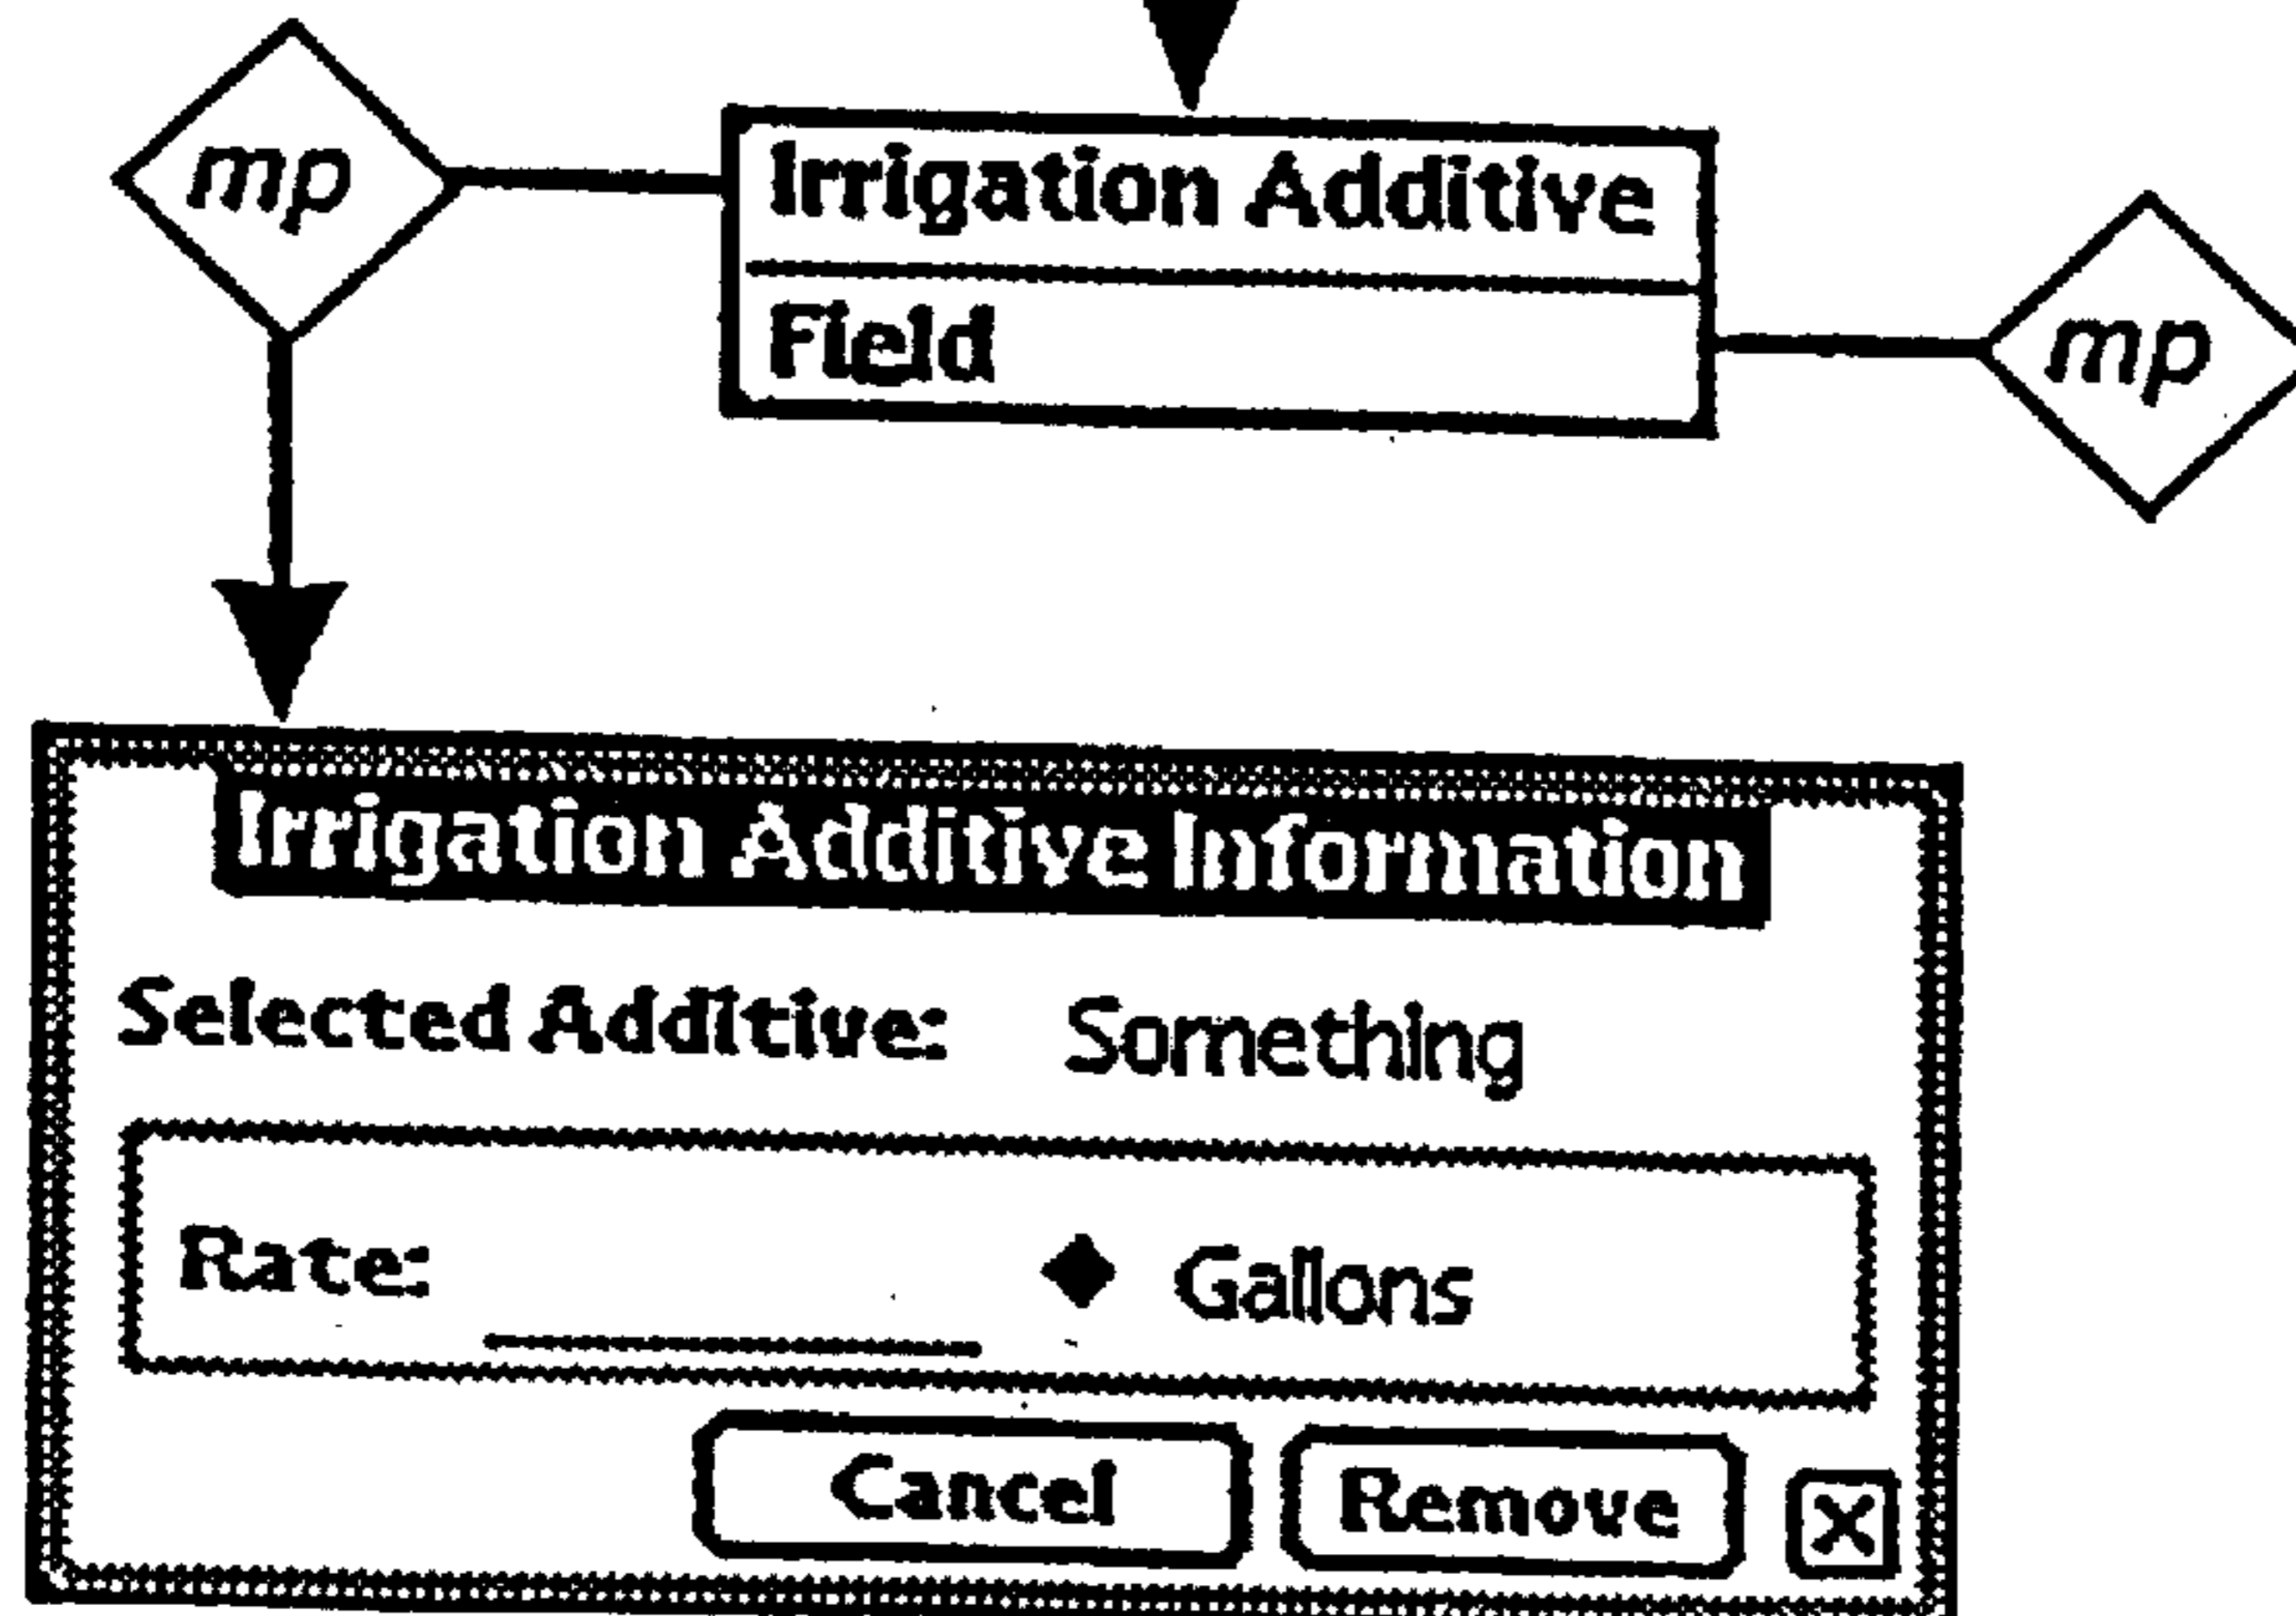 mp
Irrigation Additive
Field
mp
Irrigation Additive Information
Selected Additive: Something
Rate: Gallons
Cancel Remove X